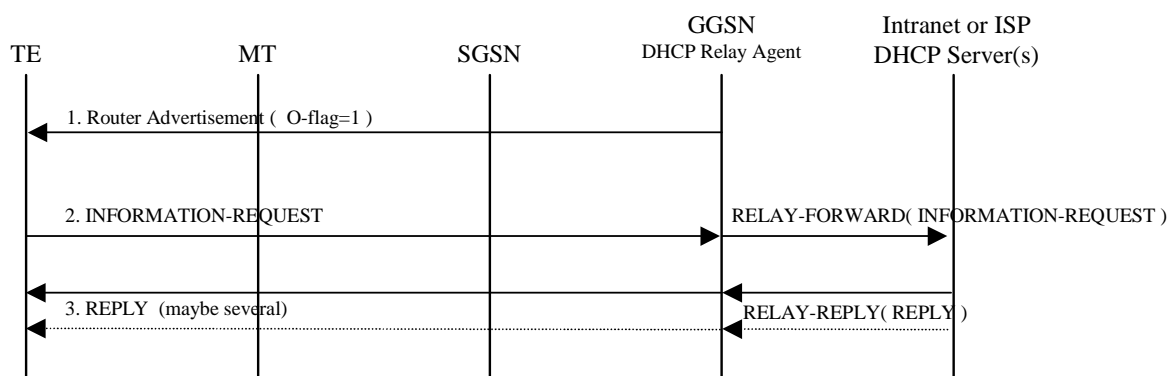 GGSN
Intranet or ISP
TE
MT
SGSN
DHCP Relay Agent
DHCP Server(s)
1. Router Advertisement ( O-flag=1 )
2. INFORMATION-REQUEST
RELAY-FORWARD( INFORMATION-REQUEST )
3. REPLY (maybe several)
RELAY-REPLY( REPLY )